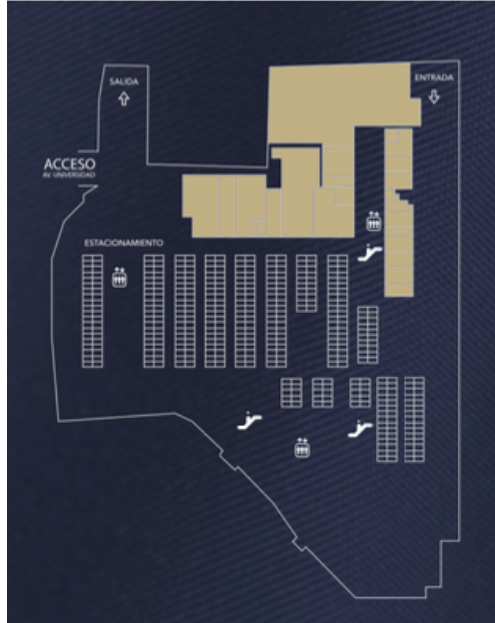 SALIDA
ENTRADA
ACCESO
AV. UNIVERSIDAD
ESTACIONAMIENTO